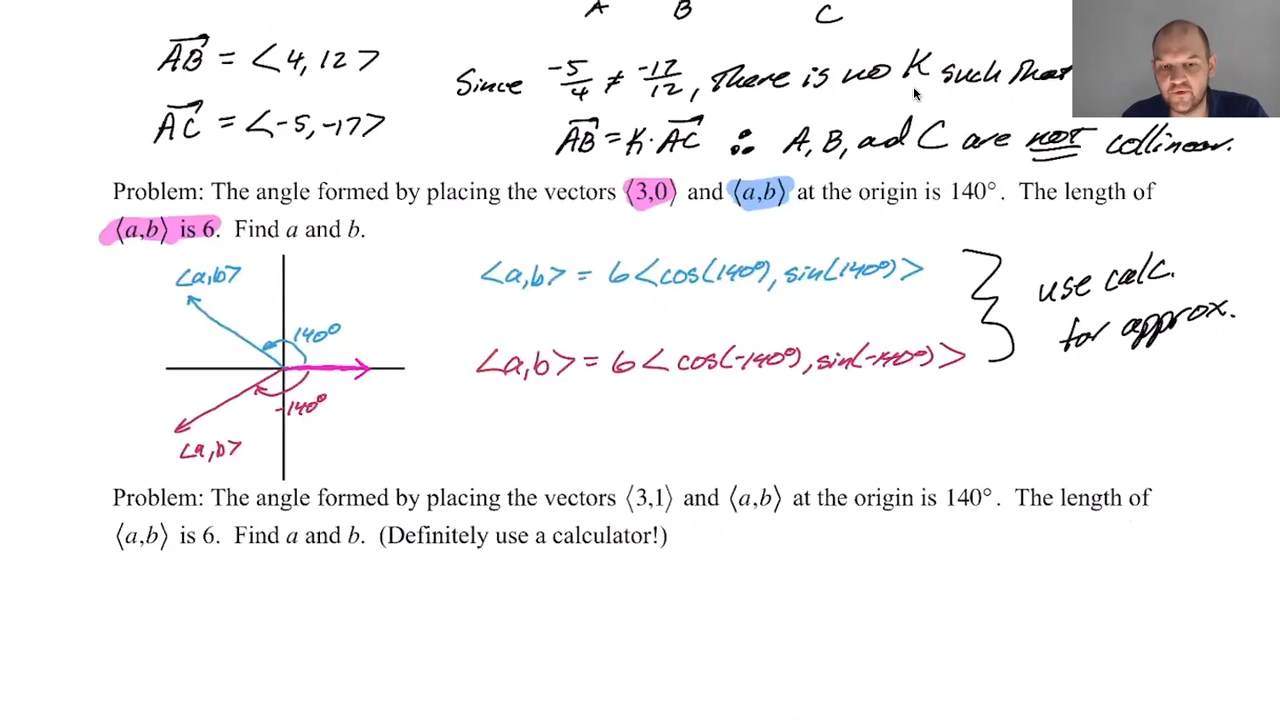 A B C
AB = <4, 12>
Since -5/4 ≠ -17/12, there is no K such that
AC = <-5, -17>
AB = K · AC ∴ A, B, ad C are not collinear.
Problem: The angle formed by placing the vectors ⟨3,0⟩ and ⟨a,b⟩ at the origin is 140°. The length of
⟨a,b⟩ is 6. Find a and b.
<a,b>
140°
-140°
<a,b>
<a,b> = 6<cos(140°), sin(140°)>
<a,b> = 6<cos(-140°), sin(-140°)>
use calc.
for approx.
Problem: The angle formed by placing the vectors ⟨3,1⟩ and ⟨a,b⟩ at the origin is 140°. The length of
⟨a,b⟩ is 6. Find a and b. (Definitely use a calculator!)